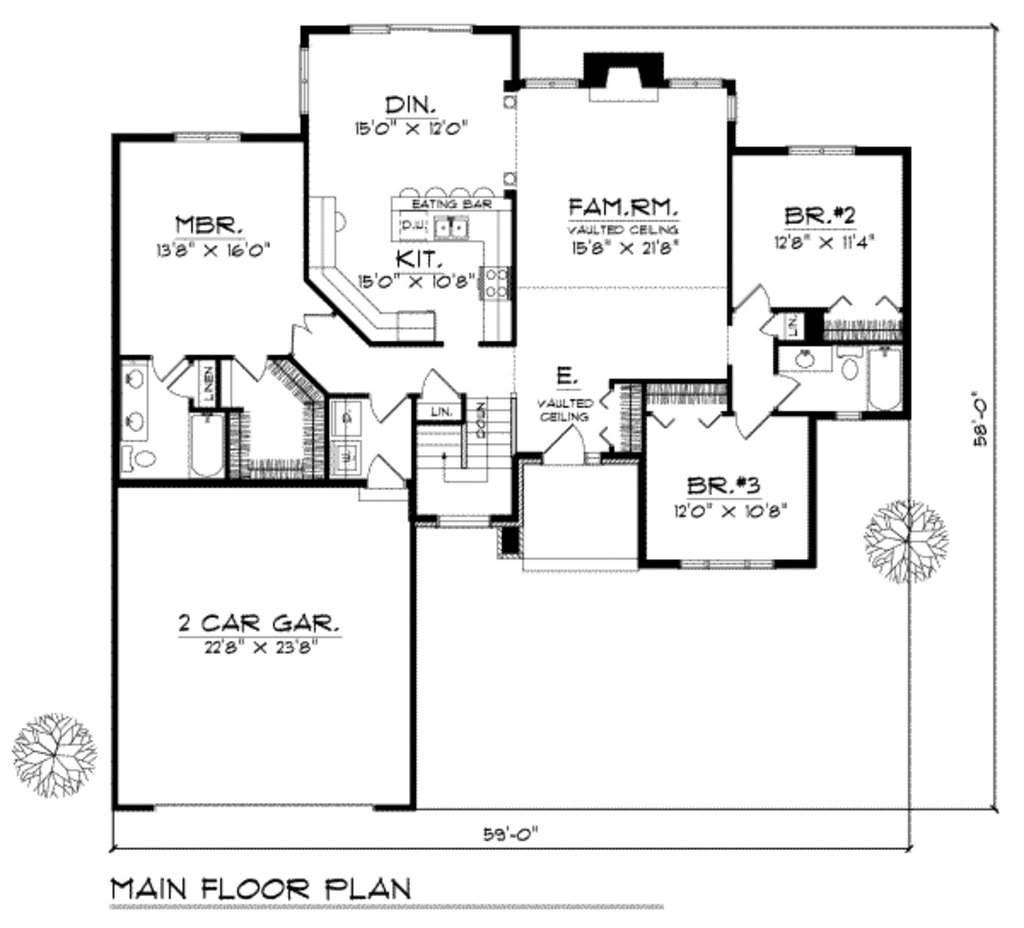 DIN.
15'0" X 12'0"
MBR.
13'8" X 16'0"
EATING BAR
D.W
KIT.
15'0" X 10'8"
FAM.RM.
VAULTED CEILING
15'8" X 21'8"
BR.#2
12'8" X 11'4"
LIN.
LINEN
E.
VAULTED
CEILING
LIN.
DOWN
D
W
BR.#3
12'0" X 10'8"
58'-0"
2 CAR GAR.
22'8" X 23'8"
59'-0"
MAIN FLOOR PLAN